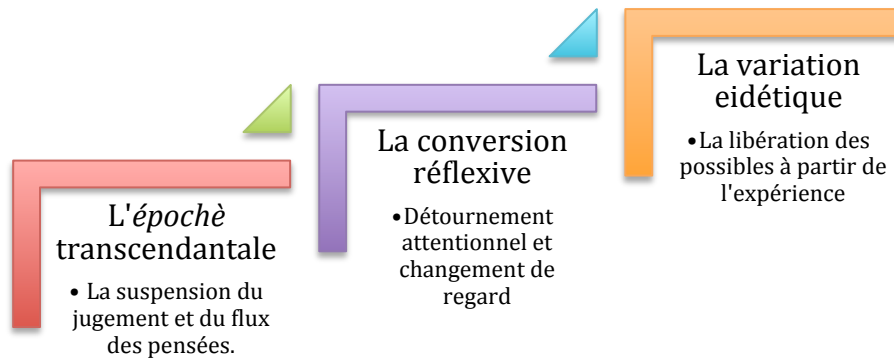 L'épochè
transcendantale
• La suspension du
jugement et du flux
des pensées.
La conversion
réflexive
•Détournement
attentionnel et
changement de
regard
La variation
eidétique
•La libération des
possibles à partir de
l'expérience